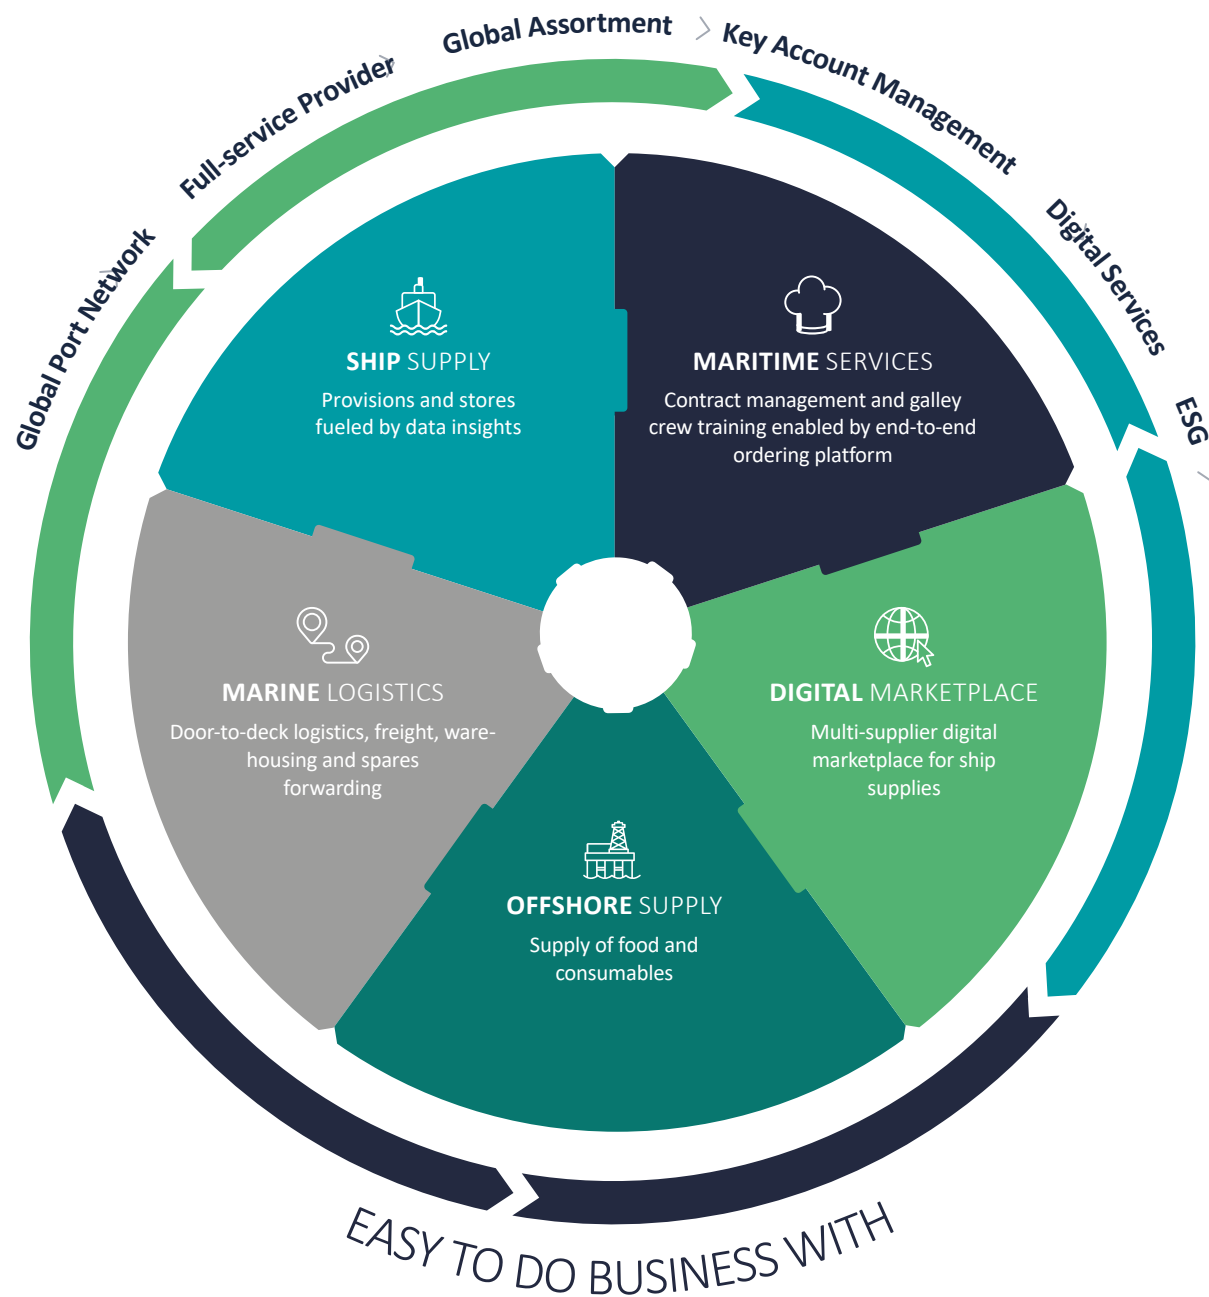 Global Port Network
Full-service Provider
Global Assortment
Key Account Management
Digital Services
ESG
SHIP SUPPLY
Provisions and stores
fueled by data insights
MARITIME SERVICES
Contract management and galley
crew training enabled by end-to-end
ordering platform
MARINE LOGISTICS
Door-to-deck logistics, freight, ware-
housing and spares
forwarding
DIGITAL MARKETPLACE
Multi-supplier digital
marketplace for ship
supplies
OFFSHORE SUPPLY
Supply of food and
consumables
EASY TO DO BUSINESS WITH